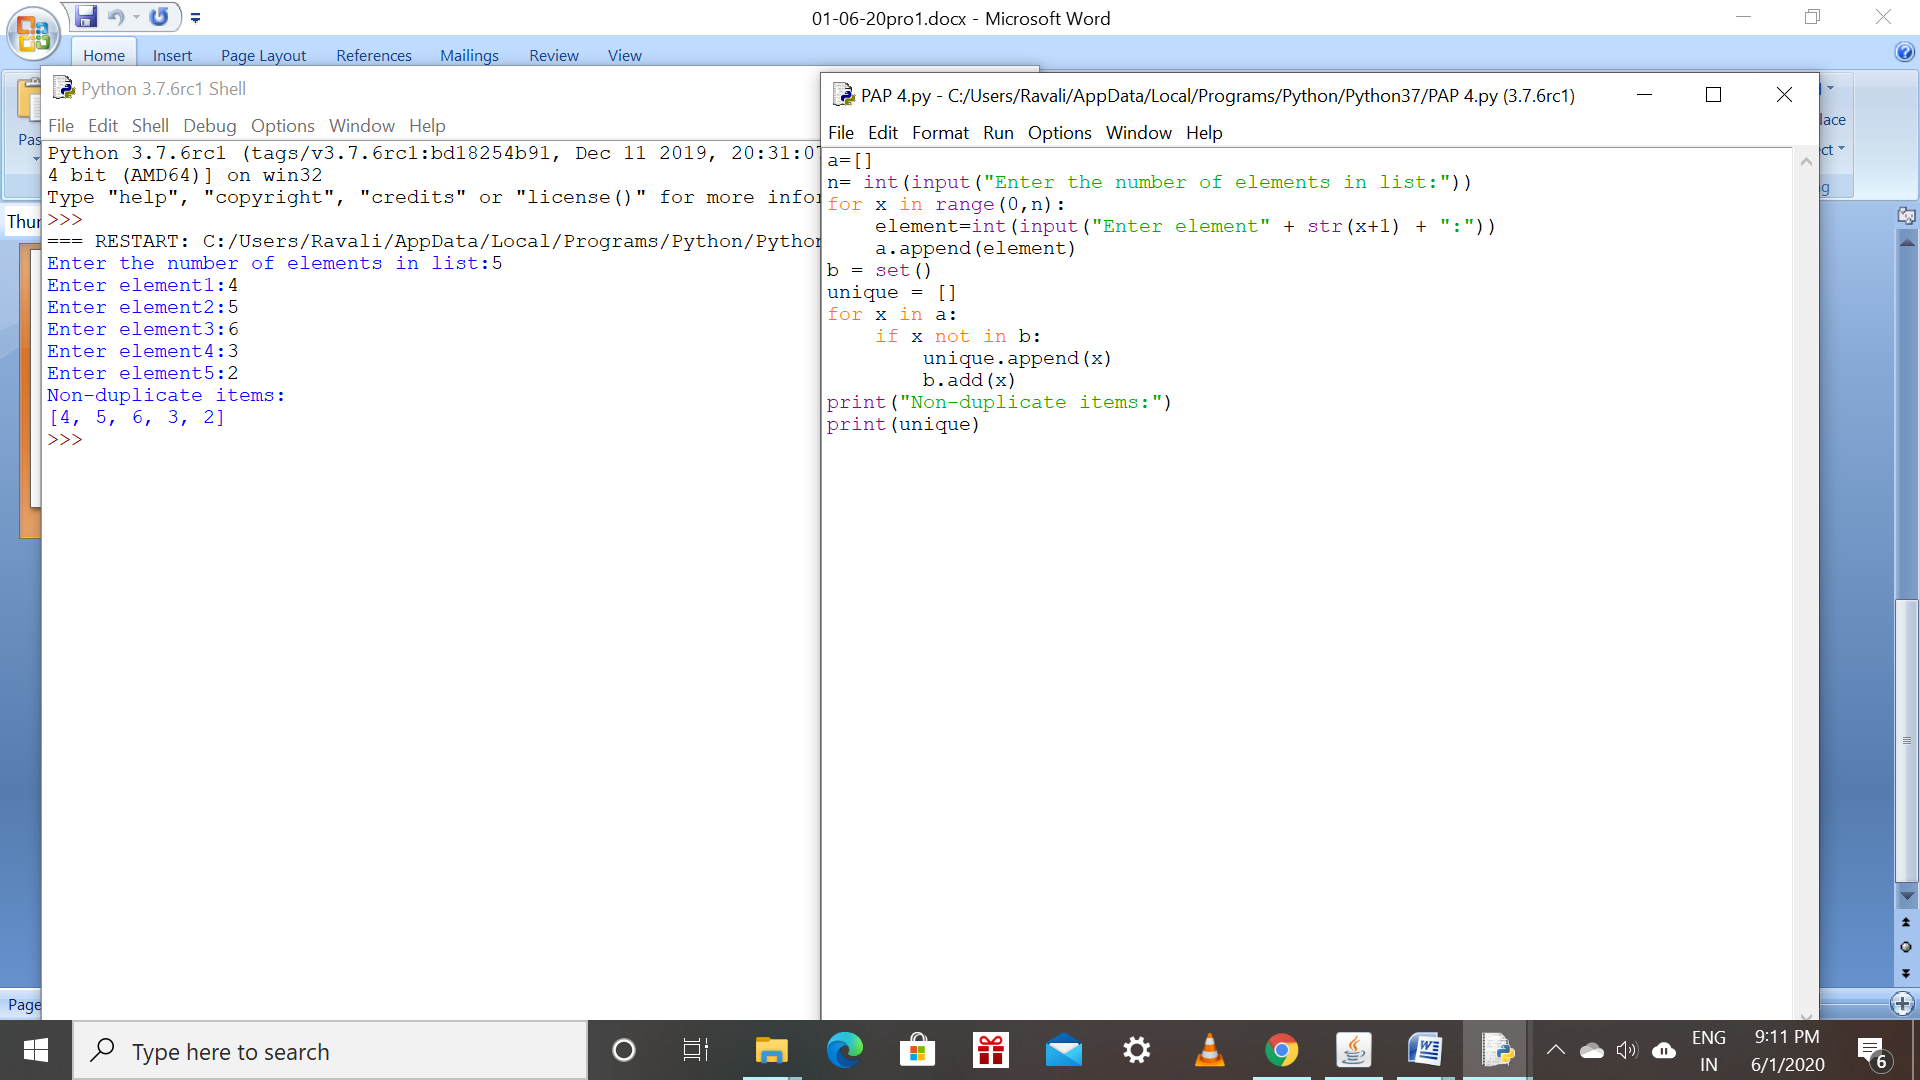 01-06-20pro1.docx - Microsoft Word
Home Insert Page Layout References Mailings Review View
Python 3.7.6rc1 Shell
File Edit Shell Debug Options Window Help
Python 3.7.6rc1 (tags/v3.7.6rc1:bd18254b91, Dec 11 2019, 20:31:07
4 bit (AMD64)] on win32
Type "help", "copyright", "credits" or "license()" for more infor
>>>
=== RESTART: C:/Users/Ravali/AppData/Local/Programs/Python/Python
Enter the number of elements in list:5
Enter element1:4
Enter element2:5
Enter element3:6
Enter element4:3
Enter element5:2
Non-duplicate items:
[4, 5, 6, 3, 2]
>>>
PAP 4.py - C:/Users/Ravali/AppData/Local/Programs/Python/Python37/PAP 4.py (3.7.6rc1)
File Edit Format Run Options Window Help
a=[]
n= int(input("Enter the number of elements in list:"))
for x in range(0,n):
    element=int(input("Enter element" + str(x+1) + ":"))
    a.append(element)
b = set()
unique = []
for x in a:
    if x not in b:
        unique.append(x)
        b.add(x)
print("Non-duplicate items:")
print(unique)
Pas
Thur
lace
ect
Page
Type here to search
ENG
IN
9:11 PM
6/1/2020
6